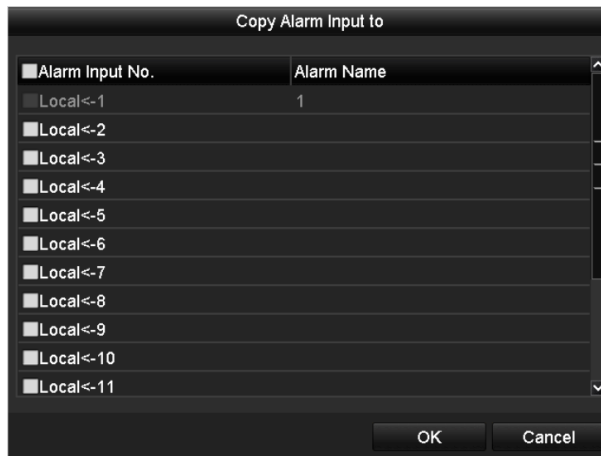 Copy Alarm Input to
Alarm Input No. Alarm Name
Local<-1 1
Local<-2
Local<-3
Local<-4
Local<-5
Local<-6
Local<-7
Local<-8
Local<-9
Local<-10
Local<-11
OK Cancel